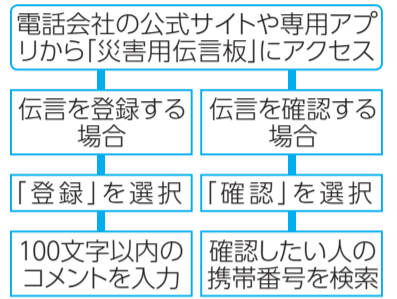 電話会社の公式サイトや専用アプ
リから「災害用伝言板」にアクセス
伝言を登録する
場合
「登録」を選択
100文字以内の
コメントを入力
伝言を確認する
場合
「確認」を選択
確認したい人の
携帯番号を検索